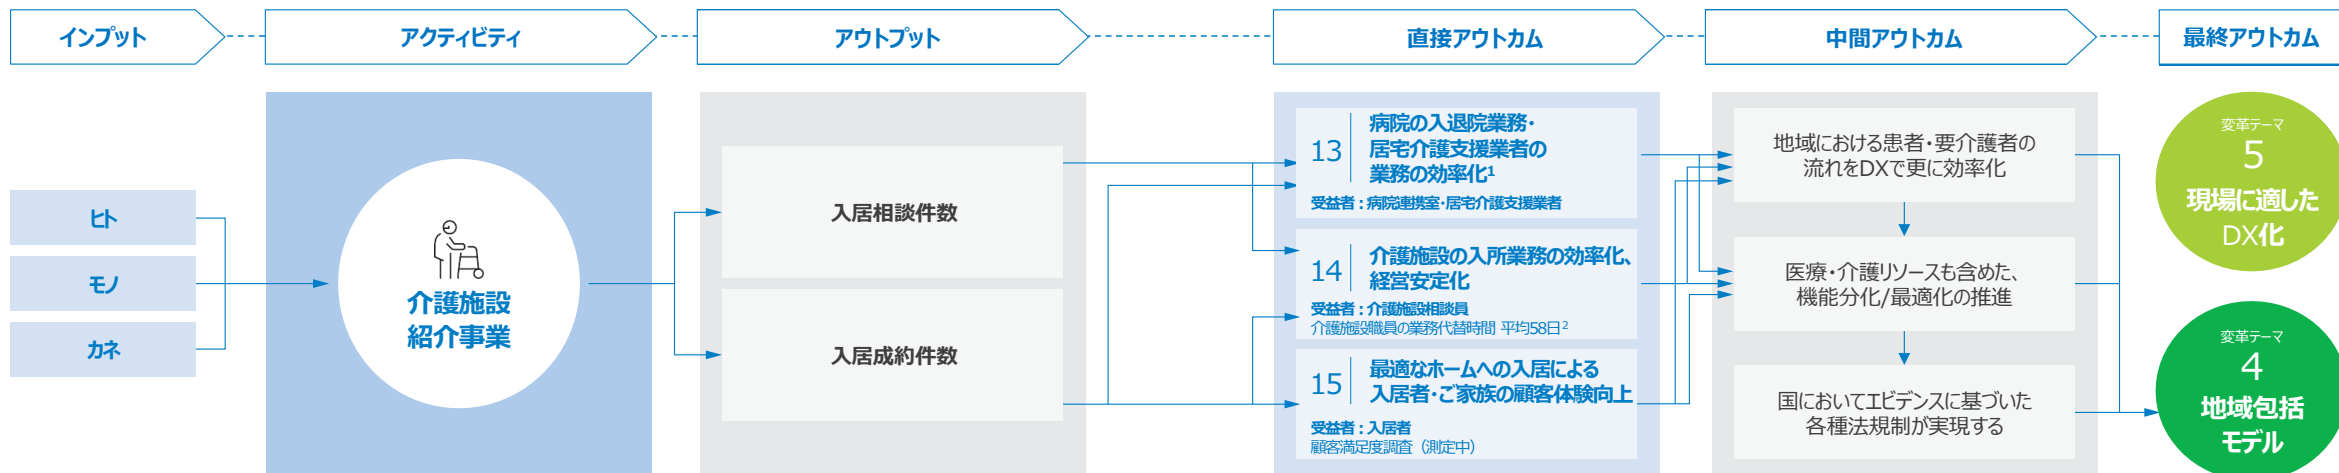 インプット
アクティビティ
アウトプット
直接アウトカム
中間アウトカム
最終アウトカム
ヒト
モノ
カネ
介護施設
紹介事業
入居相談件数
入居成約件数
13
病院の入退院業務・
居宅介護支援業者の
業務の効率化1
受益者：病院連携室・居宅介護支援業者
14
介護施設の入所業務の効率化、
経営安定化
受益者：介護施設相談員
介護施設職員の業務代替時間 平均58日2
15
最適なホームへの入居による
入居者・ご家族の顧客体験向上
受益者：入居者
顧客満足度調査（測定中）
地域における患者・要介護者の
流れをDXで更に効率化
医療・介護リソースも含めた、
機能分化/最適化の推進
国においてエビデンスに基づいた
各種法規制が実現する
変革テーマ
5
現場に適した
DX化
変革テーマ
4
地域包括
モデル